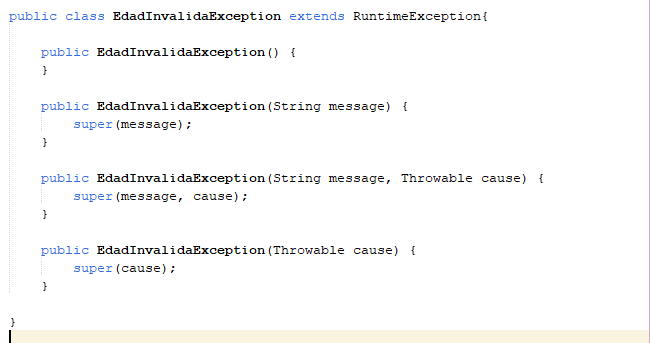 public class EdadInvalidaException extends RuntimeException{
public EdadInvalidaException() {
}
public EdadInvalidaException(String message) {
super(message);
}
public EdadInvalidaException(String message, Throwable cause) {
super(message, cause);
}
public EdadInvalidaException(Throwable cause) {
super(cause);
}
}